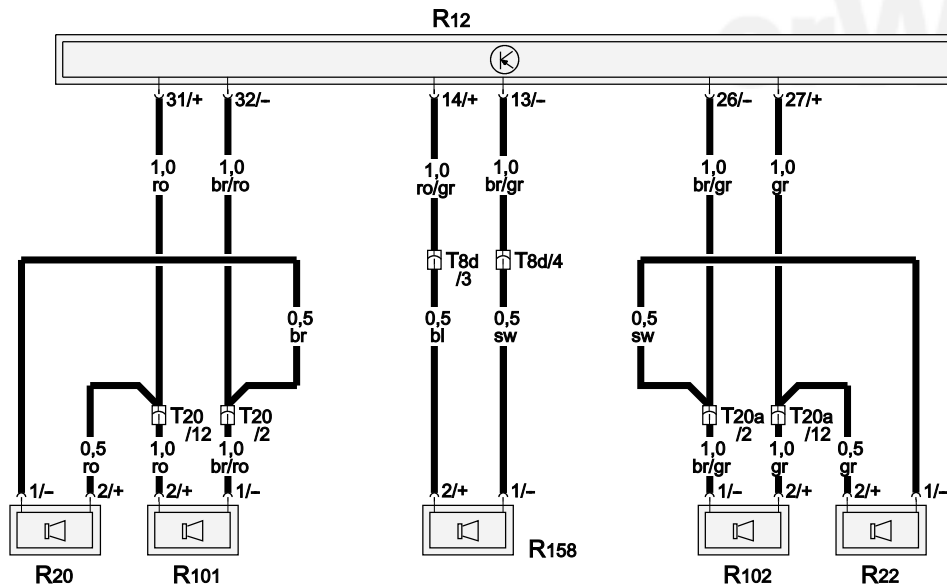 R12
31/+ 32/– 14/+ 13/– 26/– 27/+
1,0 1,0 1,0 1,0 1,0 1,0
ro br/ro ro/gr br/gr br/gr gr
T8d T8d/4
/3
0,5 0,5 0,5 0,5
br bl sw sw
T20 T20 T20a T20a
/12 /2 /2 /12
0,5 1,0 1,0 1,0 1,0 0,5
ro ro br/ro br/gr gr gr
1/– 2/+ 2/+ 1/– 2/+ 1/– 1/– 2/+ 2/+ 1/–
R158
R20 R101 R102 R22